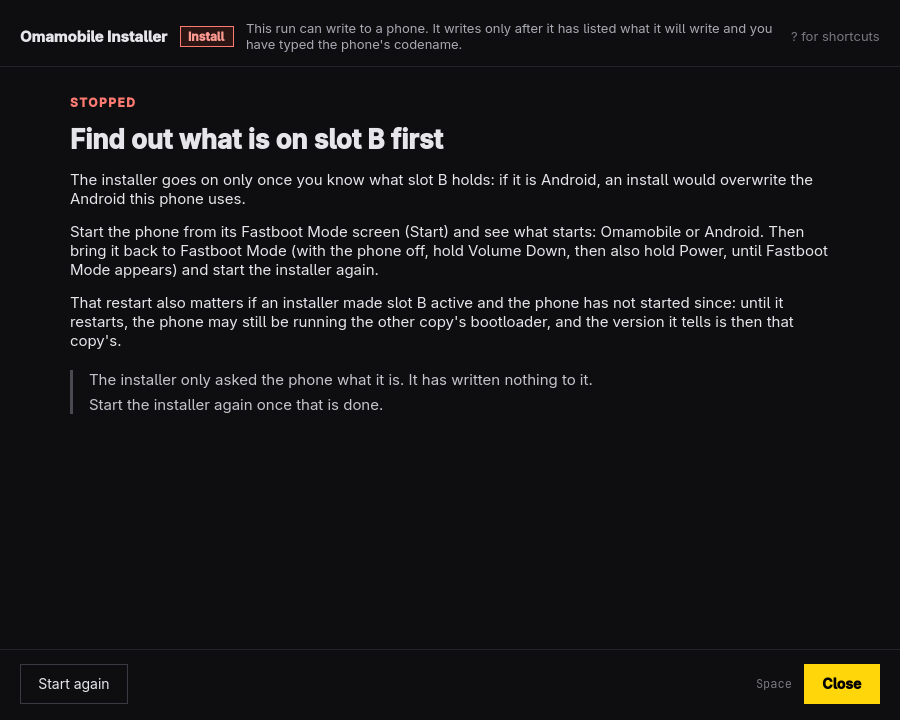 Omamobile Installer
Install
This run can write to a phone. It writes only after it has listed what it will write and you
have typed the phone's codename.
? for shortcuts
STOPPED
Find out what is on slot B first
The installer goes on only once you know what slot B holds: if it is Android, an install would overwrite the
Android this phone uses.
Start the phone from its Fastboot Mode screen (Start) and see what starts: Omamobile or Android. Then
bring it back to Fastboot Mode (with the phone off, hold Volume Down, then also hold Power, until Fastboot
Mode appears) and start the installer again.
That restart also matters if an installer made slot B active and the phone has not started since: until it
restarts, the phone may still be running the other copy's bootloader, and the version it tells is then that
copy's.
The installer only asked the phone what it is. It has written nothing to it.
Start the installer again once that is done.
Start again
Space
Close